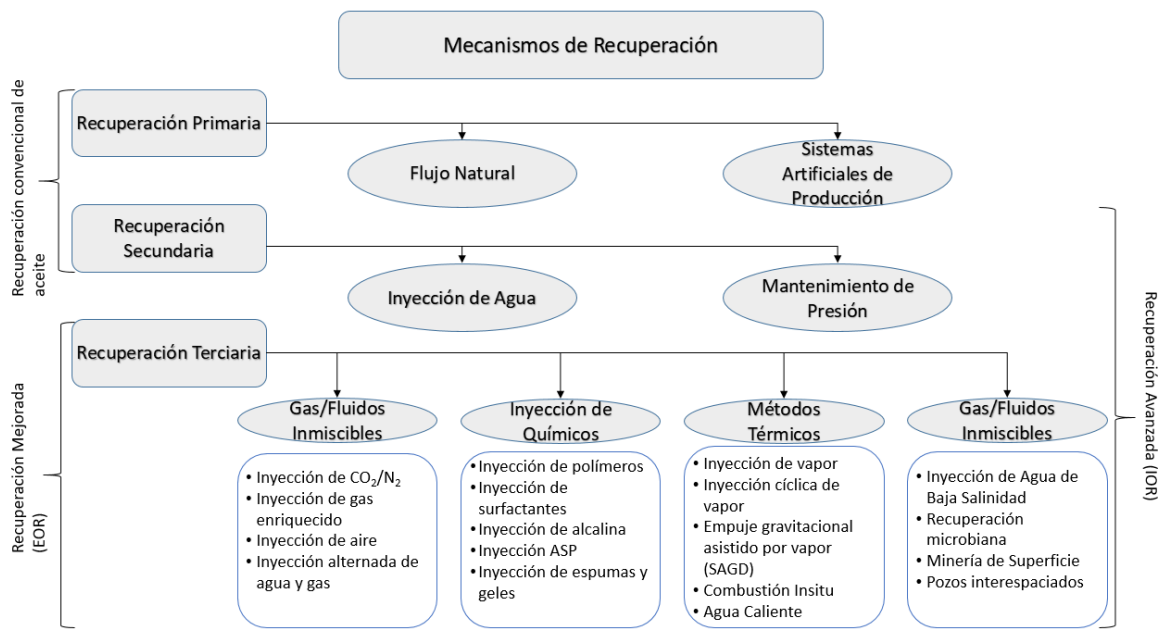 Mecanismos de Recuperación
Recuperación convencional de
aceite
Recuperación Primaria
Flujo Natural
Sistemas
Artificiales de
Producción
Recuperación
Secundaria
Inyección de Agua
Mantenimiento de
Presión
Recuperación Avanzada (IOR)
Recuperación Mejorada
(EOR)
Recuperación Terciaria
Gas/Fluidos
Inmiscibles
• Inyección de CO₂/N₂
• Inyección de gas
enriquecido
• Inyección de aire
• Inyección alternada de
agua y gas
Inyección de
Químicos
• Inyección de polímeros
• Inyección de
surfactantes
• Inyección de alcalina
• Inyección ASP
• Inyección de espumas y
geles
Métodos
Térmicos
• Inyección de vapor
• Inyección cíclica de
vapor
• Empuje gravitacional
asistido por vapor
(SAGD)
• Combustión Insitu
• Agua Caliente
Gas/Fluidos
Inmiscibles
• Inyección de Agua de
Baja Salinidad
• Recuperación
microbiana
• Minería de Superficie
• Pozos interespaciados